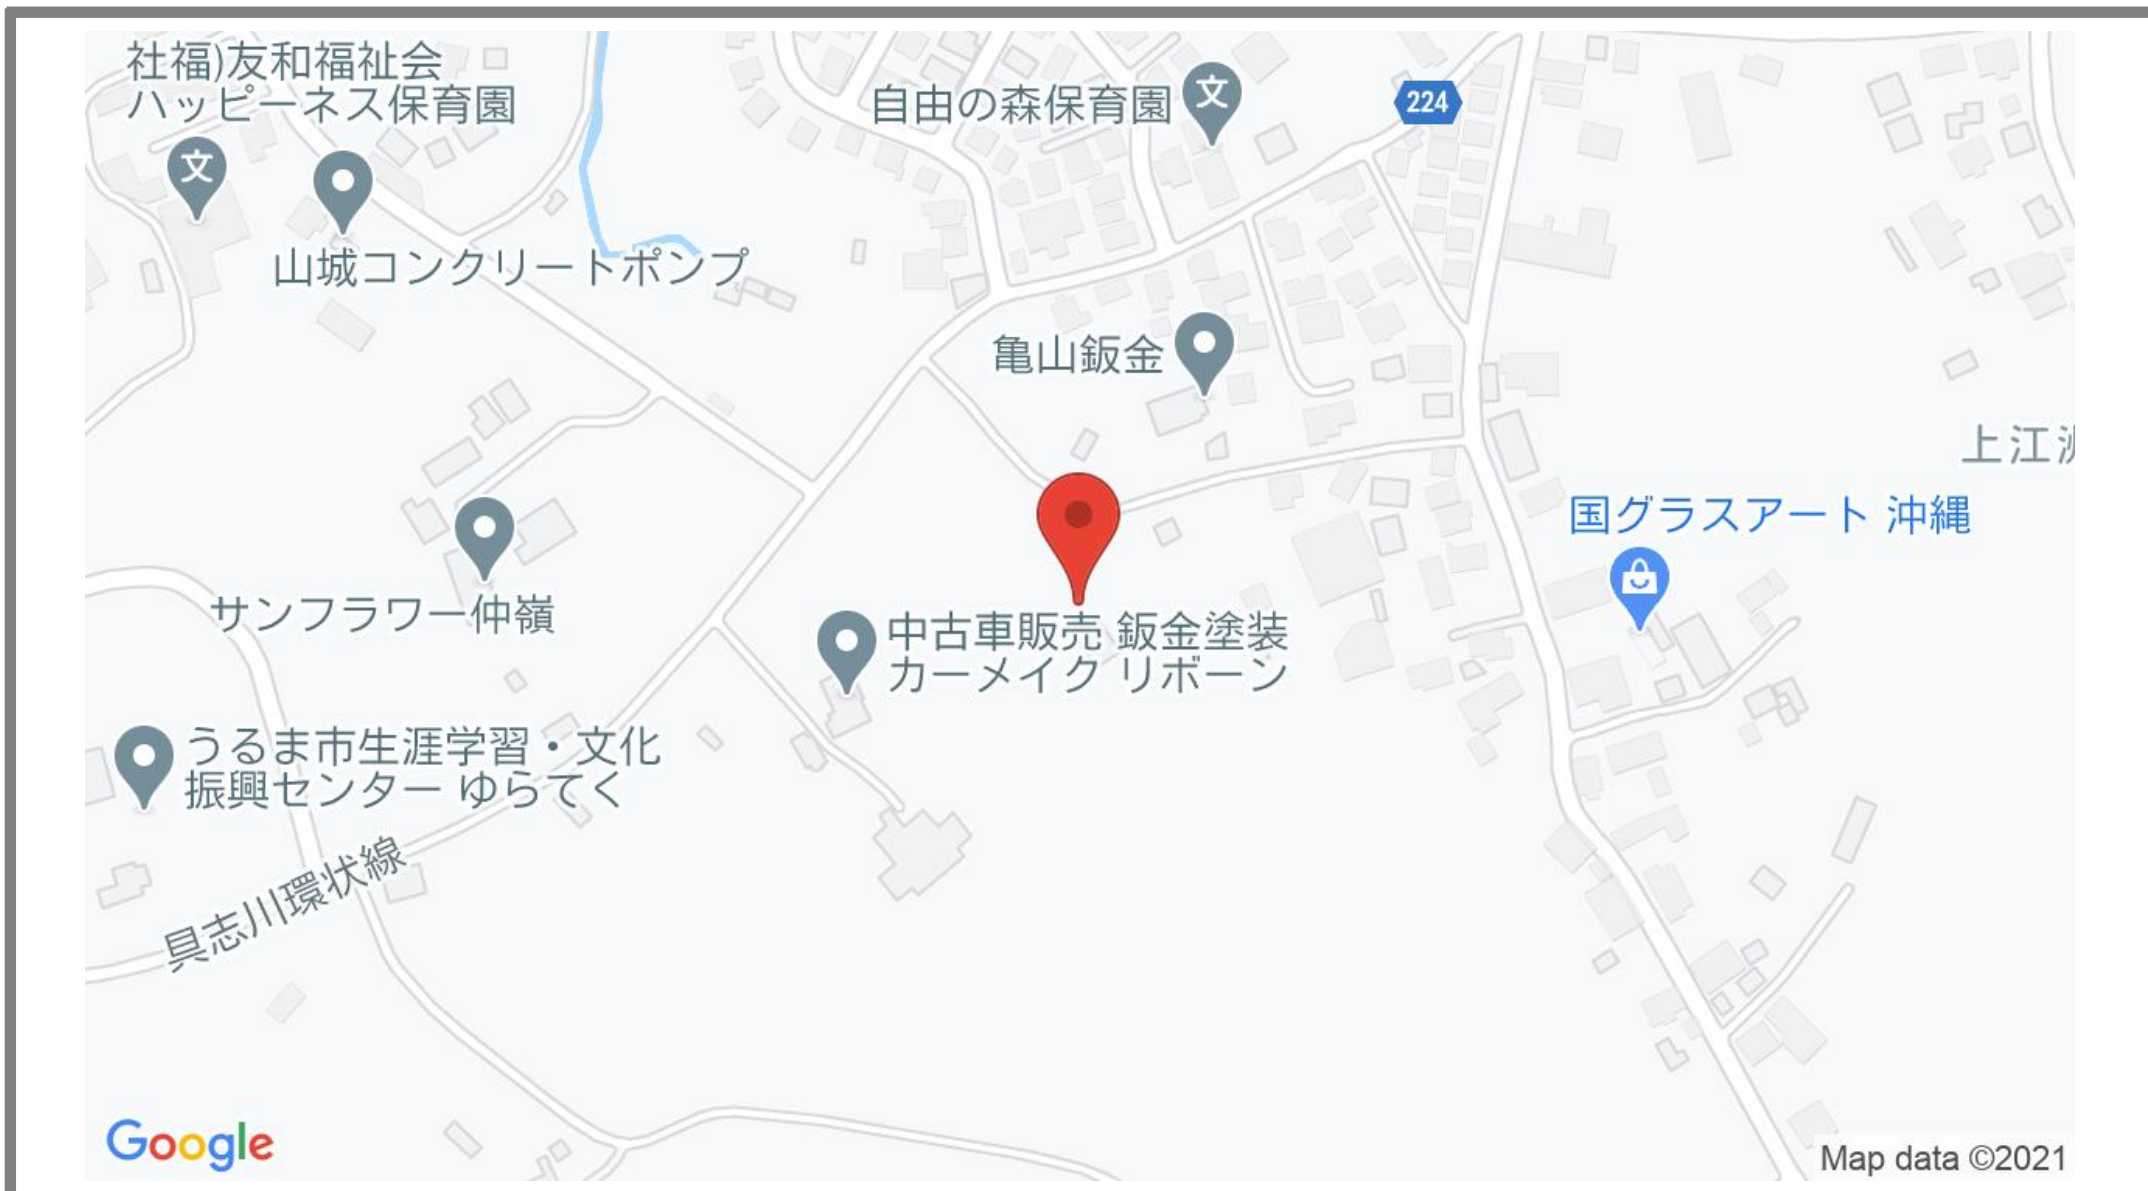 社福)友和福祉会
ハッピーネス保育園
自由の森保育園
224
山城コンクリートポンプ
亀山鈑金
上江
国グラスアート 沖縄
サンフラワー仲嶺
中古車販売 鈑金塗装
カーメイク リボーン
うるま市生涯学習・文化
振興センター ゆらてく
具志川環状線
Google
Map data ©2021